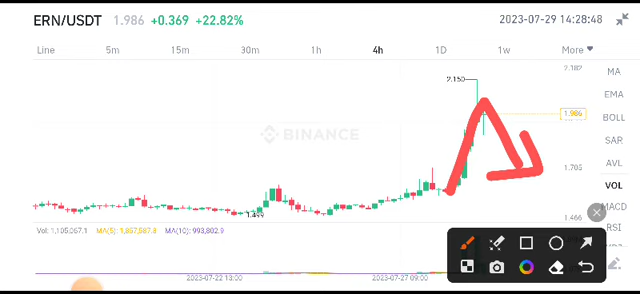 ERN/USDT 1.986 +0.369 +22.82% 2023-07-29 14:28:48
Line 5m 15m 30m 1h 4h 1D 1w More
2.182
MA
2.150
EMA
1.986
BOLL
BINANCE
SAR
1.705
AVL
VOL
1.466
MACD
Vol: 1,105,067.1 MA(5): 1,857,587.8 MA(10): 993,802.9
RSI
2023-07-22 13:00 2023-07-27 09:00